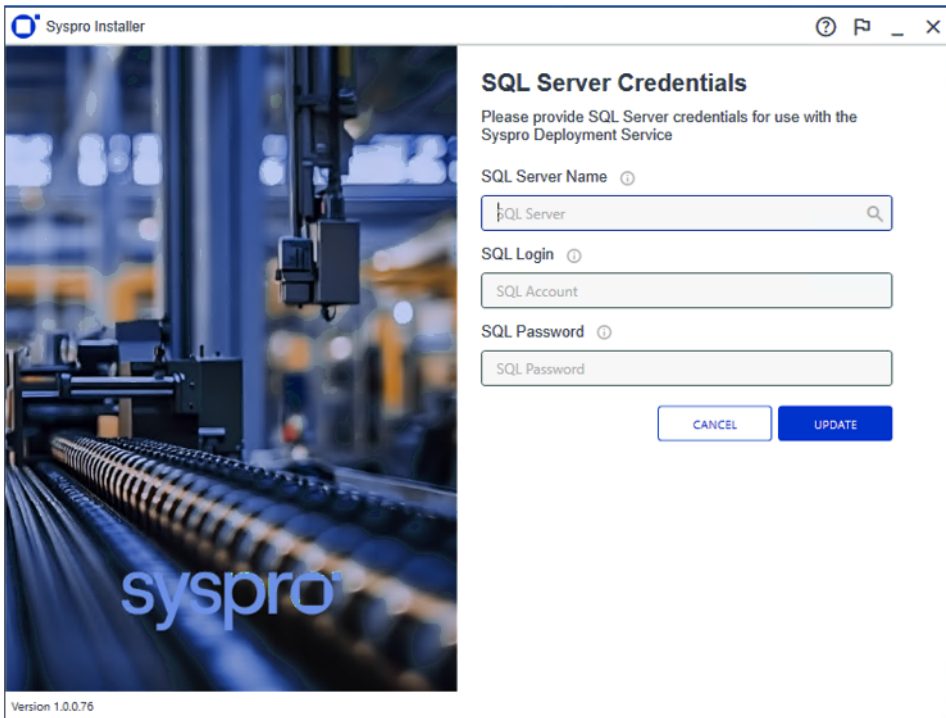 Syspro Installer
SQL Server Credentials
Please provide SQL Server credentials for use with the
Syspro Deployment Service
SQL Server Name
SQL Server
SQL Login
SQL Account
SQL Password
SQL Password
CANCEL
UPDATE
syspro
Version 1.0.0.76